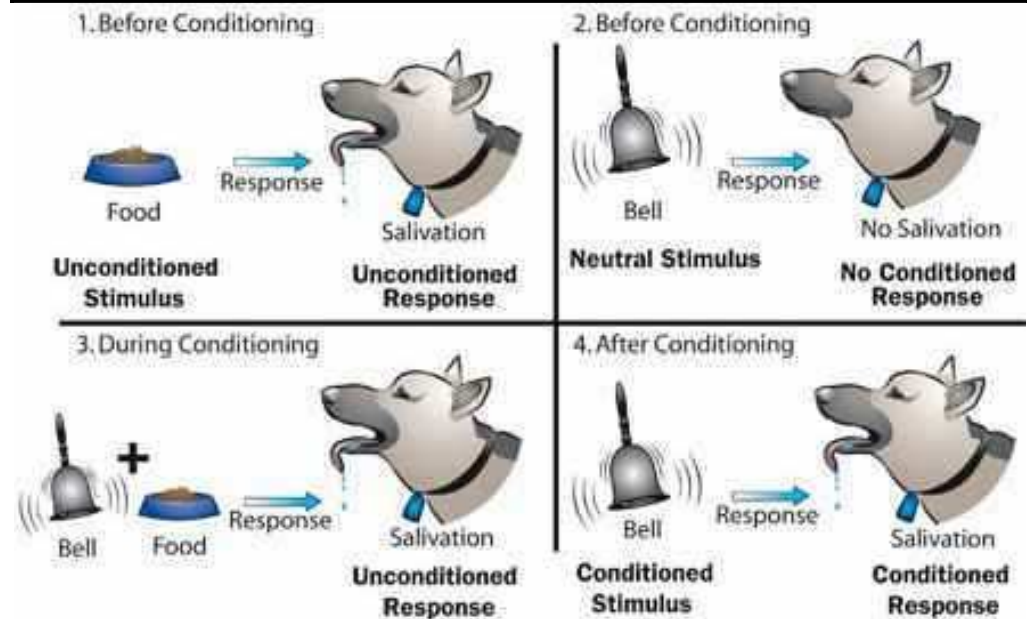 1. Before Conditioning
Food
Response
Salivation
Unconditioned
Stimulus
Unconditioned
Response
2. Before Conditioning
Bell
Response
No Salivation
Neutral Stimulus
No Conditioned
Response
3. During Conditioning
+
Bell
Food
Response
Salivation
Unconditioned
Response
4. After Conditioning
Bell
Response
Salivation
Conditioned
Stimulus
Conditioned
Response